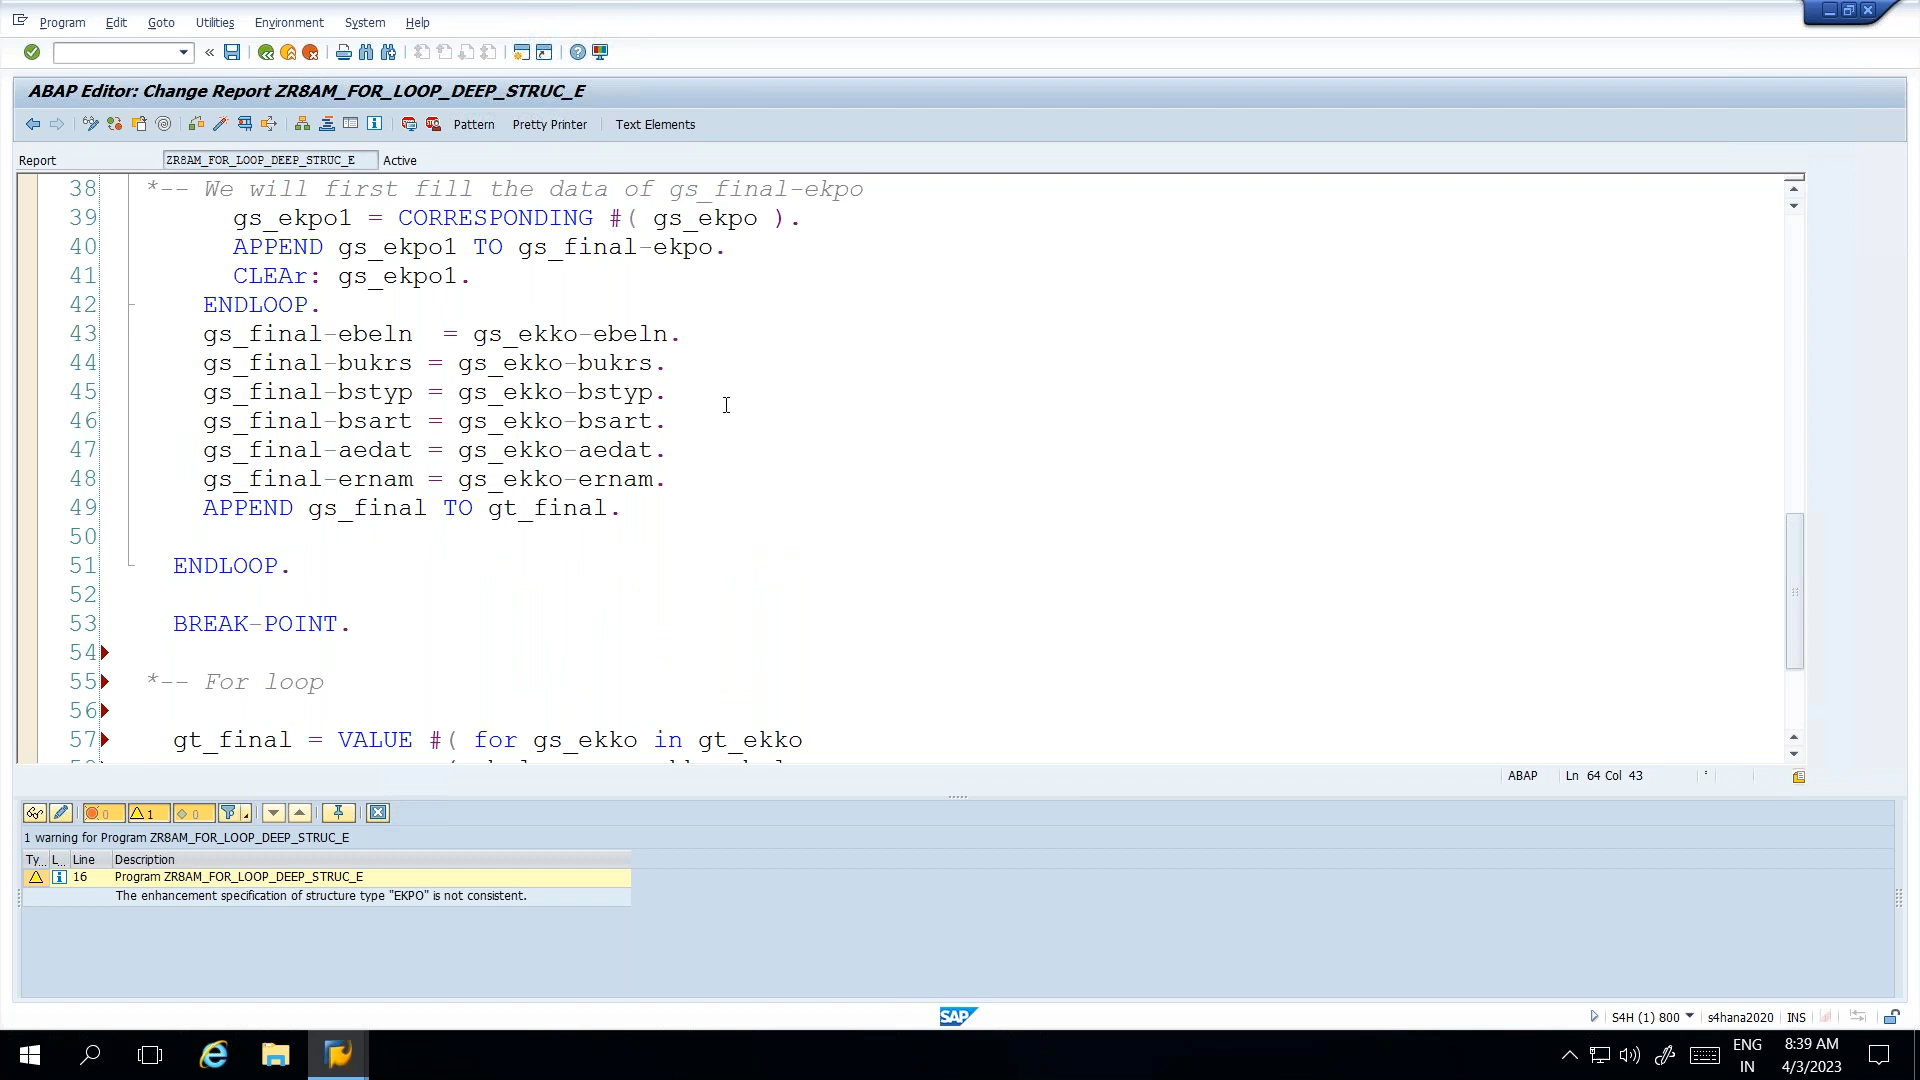 Program Edit Goto Utilities Environment System Help
ABAP Editor: Change Report ZR8AM_FOR_LOOP_DEEP_STRUC_E
Pattern Pretty Printer Text Elements
Report ZR8AM_FOR_LOOP_DEEP_STRUC_E Active
38 *-- We will first fill the data of gs_final-ekpo
39 gs_ekpo1 = CORRESPONDING #( gs_ekpo ).
40 APPEND gs_ekpo1 TO gs_final-ekpo.
41 CLEAr: gs_ekpo1.
42 ENDLOOP.
43 gs_final-ebeln = gs_ekko-ebeln.
44 gs_final-bukrs = gs_ekko-bukrs.
45 gs_final-bstyp = gs_ekko-bstyp.
46 gs_final-bsart = gs_ekko-bsart.
47 gs_final-aedat = gs_ekko-aedat.
48 gs_final-ernam = gs_ekko-ernam.
49 APPEND gs_final TO gt_final.
50
51 ENDLOOP.
52
53 BREAK-POINT.
54
55 *-- For loop
56
57 gt_final = VALUE #( for gs_ekko in gt_ekko
ABAP Ln 64 Col 43
0 1 0
1 warning for Program ZR8AM_FOR_LOOP_DEEP_STRUC_E
Ty... L... Line Description
16 Program ZR8AM_FOR_LOOP_DEEP_STRUC_E
The enhancement specification of structure type "EKPO" is not consistent.
SAP
S4H (1) 800 s4hana2020 INS
ENG 8:39 AM
IN 4/3/2023